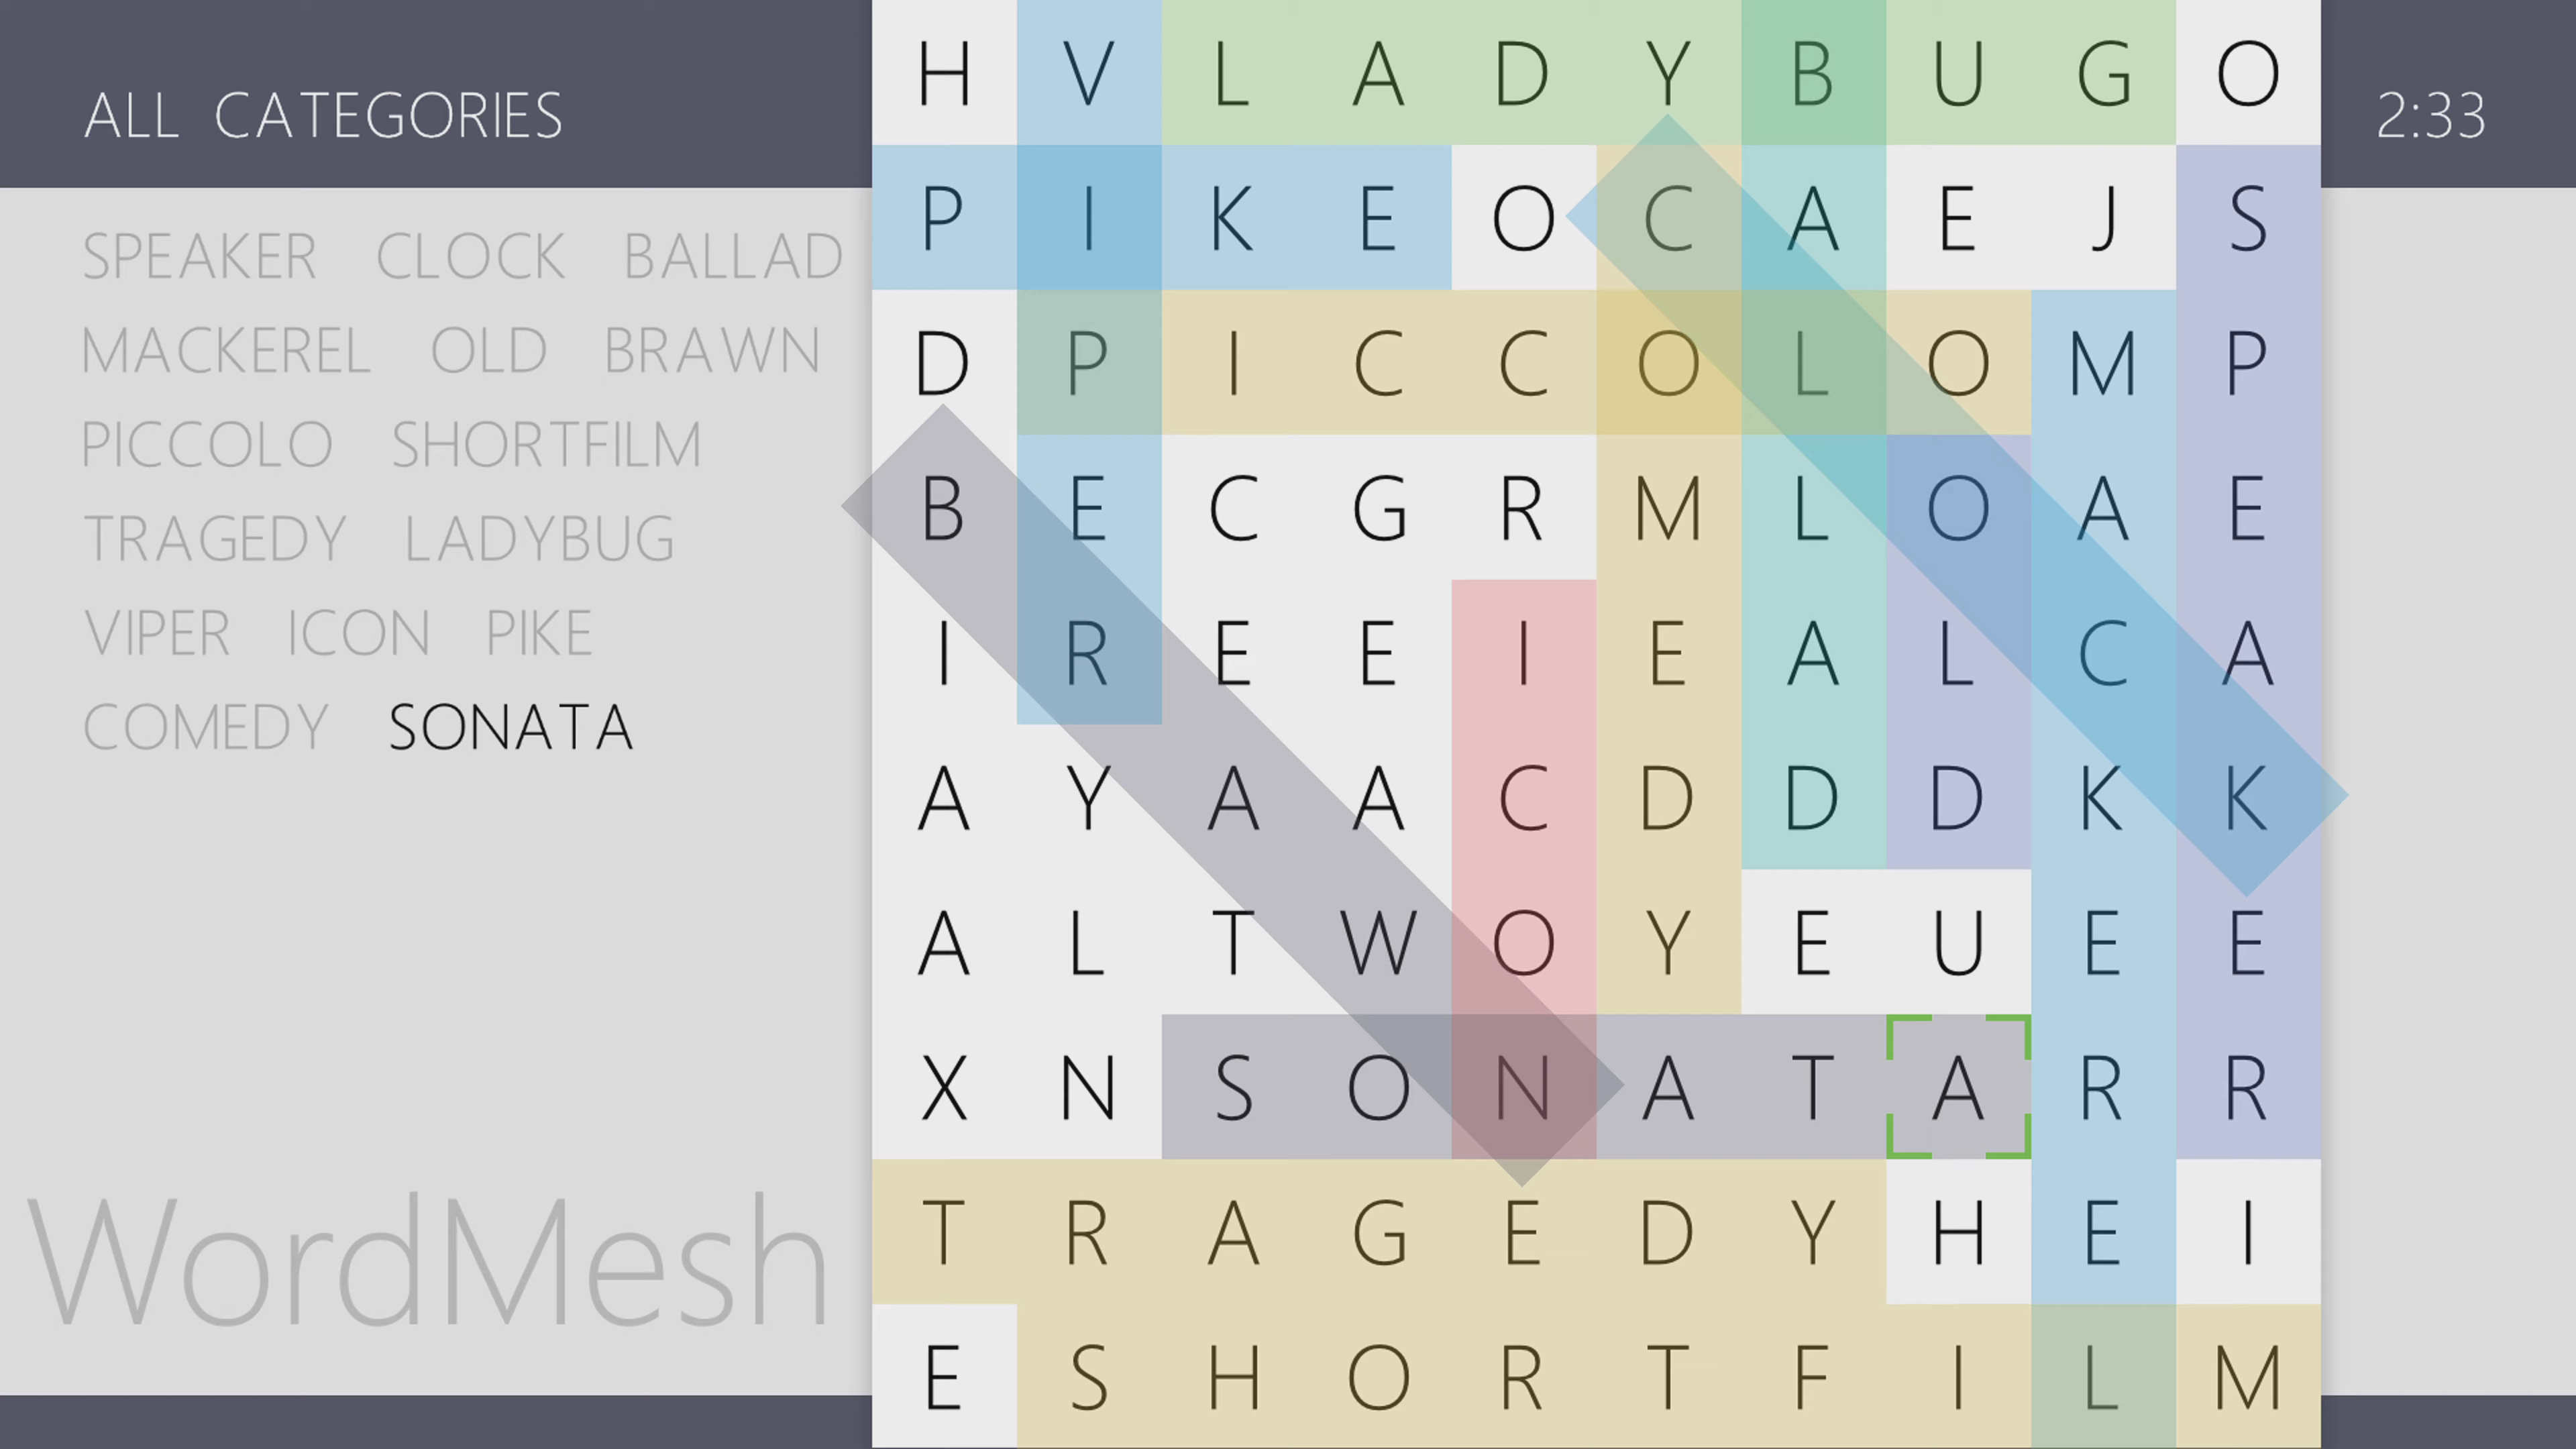 ALL CATEGORIES
2:33
SPEAKER CLOCK BALLAD
MACKEREL OLD BRAWN
PICCOLO SHORTFILM
TRAGEDY LADYBUG
VIPER ICON PIKE
COMEDY SONATA
WordMesh
H V L A D Y B U G O
P I K E O C A E J S
D P I C C O L O M P
B E C G R M L O A E
I R E E I E A L C A
A Y A A C D D D K K
A L T W O Y E U E E
X N S O N A T A R R
T R A G E D Y H E I
E S H O R T F I L M